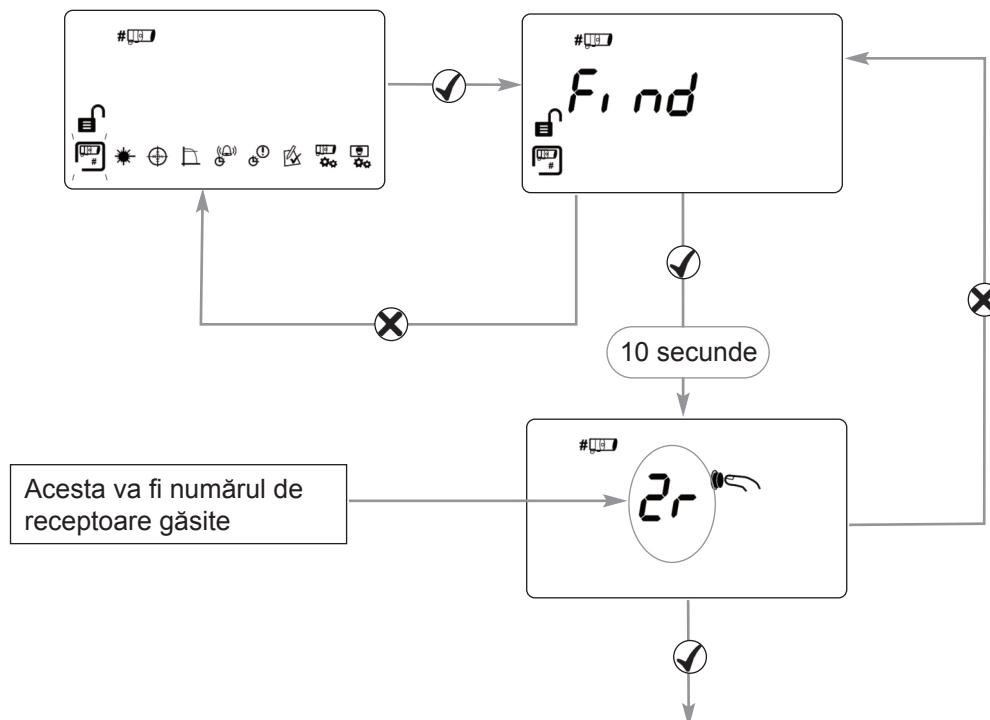 #
#
Find
#
#
10 secunde
#
2r
Acesta va fi numărul de
receptoare găsite